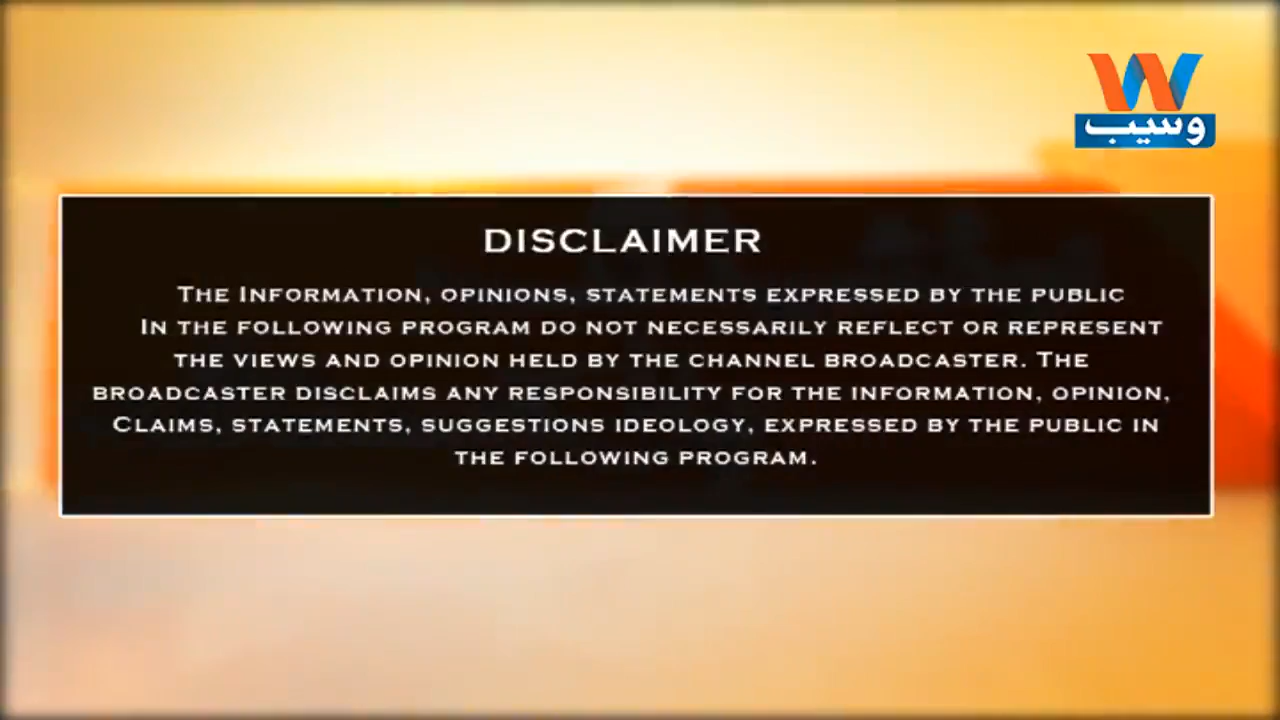 وسیب
DISCLAIMER
The Information, opinions, statements expressed by the public
In the following program do not necessarily reflect or represent
the views and opinion held by the channel broadcaster. The
broadcaster disclaims any responsibility for the information, opinion,
Claims, statements, suggestions ideology, expressed by the public in
the following program.